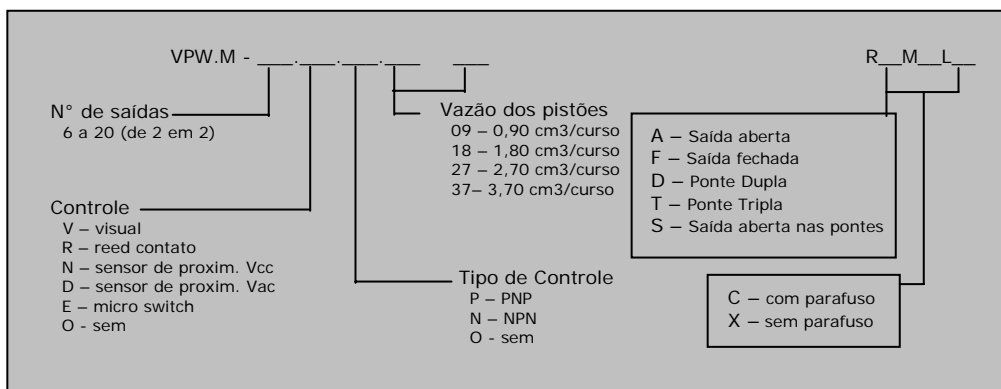 VPW.M - ___.__.___.___ ___
R__M__L__
N° de saídas
6 a 20 (de 2 em 2)
Vazão dos pistões
09 – 0,90 cm3/curso
18 – 1,80 cm3/curso
27 – 2,70 cm3/curso
37– 3,70 cm3/curso
A – Saída aberta
F – Saída fechada
D – Ponte Dupla
T – Ponte Tripla
S – Saída aberta nas pontes
Controle
V – visual
R – reed contato
N – sensor de proxim. Vcc
D – sensor de proxim. Vac
E – micro switch
O - sem
Tipo de Controle
P – PNP
N – NPN
O - sem
C – com parafuso
X – sem parafuso